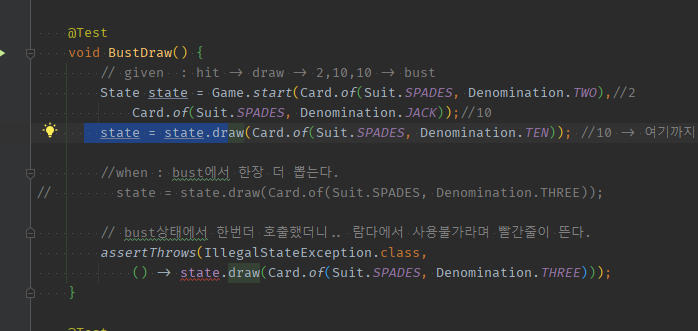 @Test
void BustDraw() {
// given : hit -> draw -> 2,10,10 -> bust
State state = Game.start(Card.of(Suit.SPADES, Denomination.TWO),//2
Card.of(Suit.SPADES, Denomination.JACK));//10
state = state.draw(Card.of(Suit.SPADES, Denomination.TEN)); //10 -> 여기까지
//when : bust에서 한장 더 뽑는다.
// state = state.draw(Card.of(Suit.SPADES, Denomination.THREE));
// bust상태에서 한번더 호출했더니.. 람다에서 사용불가라며 빨간줄이 뜬다.
assertThrows(IllegalStateException.class,
() -> state.draw(Card.of(Suit.SPADES, Denomination.THREE)));
}